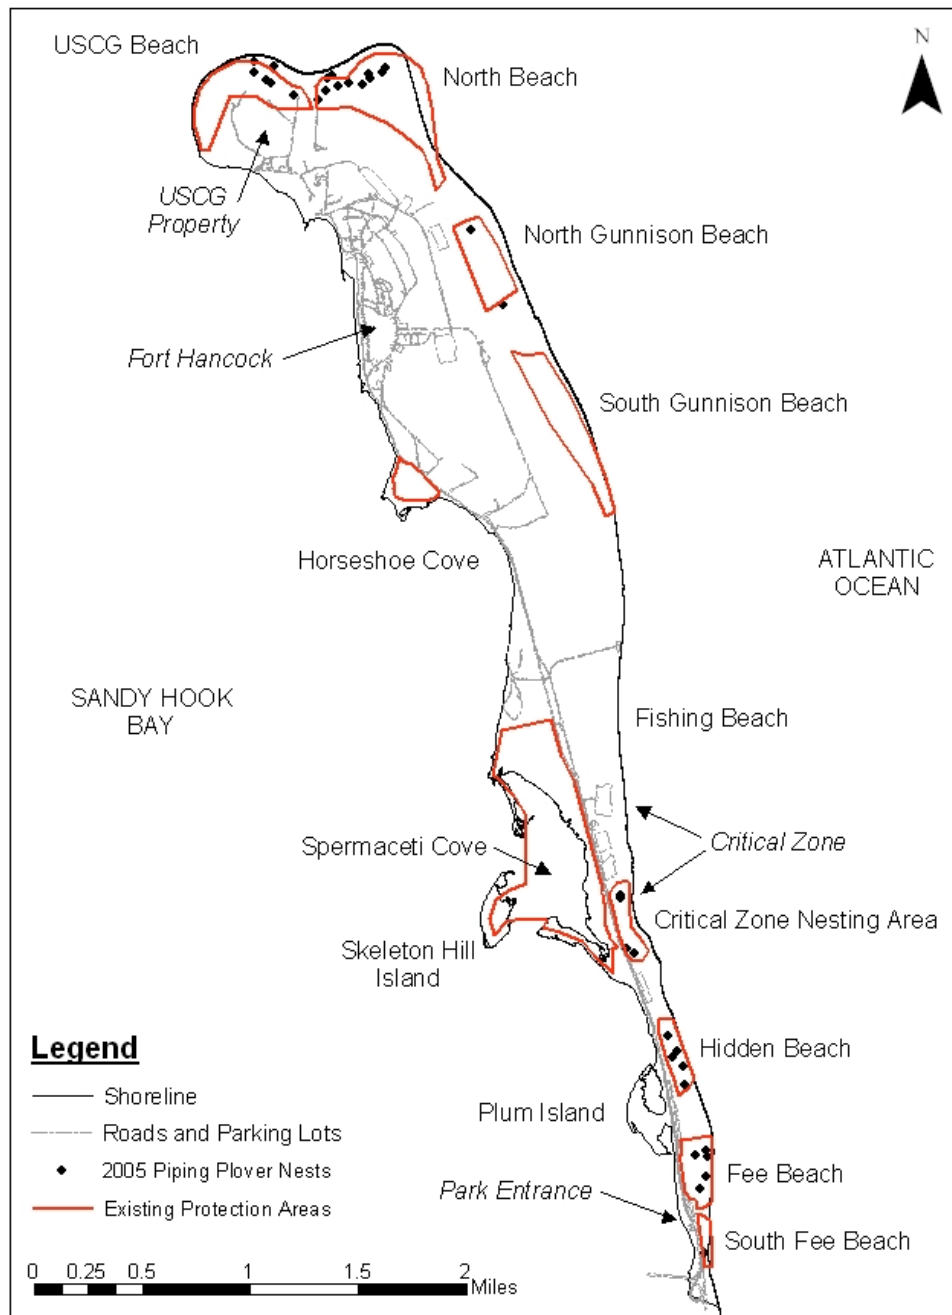 N
USCG Beach
North Beach
USCG
Property
North Gunnison Beach
Fort Hancock
South Gunnison Beach
Horseshoe Cove
ATLANTIC
OCEAN
SANDY HOOK
BAY
Fishing Beach
Spermaceti Cove
Critical Zone
Critical Zone Nesting Area
Skeleton Hill
Island
Hidden Beach
Plum Island
Fee Beach
Park Entrance
South Fee Beach
Legend
Shoreline
Roads and Parking Lots
2005 Piping Plover Nests
Existing Protection Areas
0 0.25 0.5 1 1.5 2
Miles